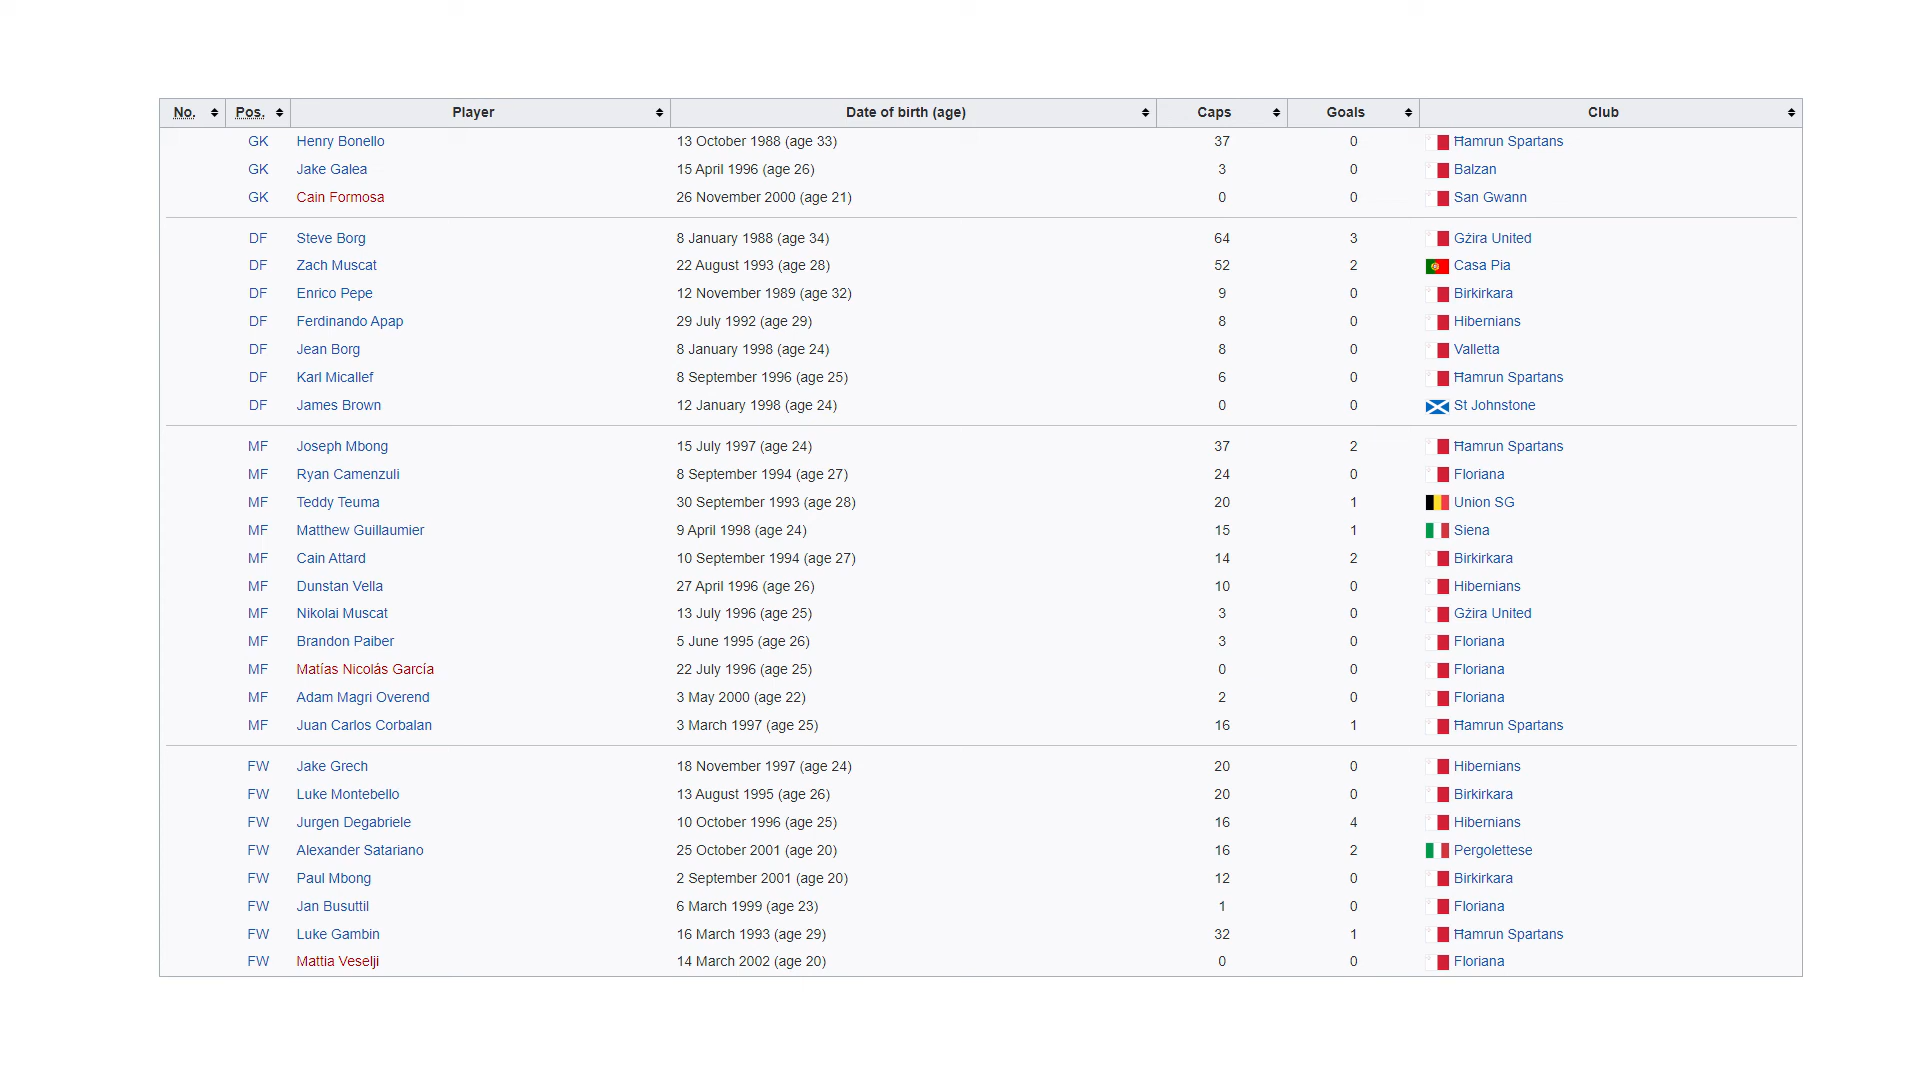 No. Pos. Player Date of birth (age) Caps Goals Club
GK Henry Bonello 13 October 1988 (age 33) 37 0 Ħamrun Spartans
GK Jake Galea 15 April 1996 (age 26) 3 0 Balzan
GK Cain Formosa 26 November 2000 (age 21) 0 0 San Gwann
DF Steve Borg 8 January 1988 (age 34) 64 3 Gżira United
DF Zach Muscat 22 August 1993 (age 28) 52 2 Casa Pia
DF Enrico Pepe 12 November 1989 (age 32) 9 0 Birkirkara
DF Ferdinando Apap 29 July 1992 (age 29) 8 0 Hibernians
DF Jean Borg 8 January 1998 (age 24) 8 0 Valletta
DF Karl Micallef 8 September 1996 (age 25) 6 0 Ħamrun Spartans
DF James Brown 12 January 1998 (age 24) 0 0 St Johnstone
MF Joseph Mbong 15 July 1997 (age 24) 37 2 Ħamrun Spartans
MF Ryan Camenzuli 8 September 1994 (age 27) 24 0 Floriana
MF Teddy Teuma 30 September 1993 (age 28) 20 1 Union SG
MF Matthew Guillaumier 9 April 1998 (age 24) 15 1 Siena
MF Cain Attard 10 September 1994 (age 27) 14 2 Birkirkara
MF Dunstan Vella 27 April 1996 (age 26) 10 0 Hibernians
MF Nikolai Muscat 13 July 1996 (age 25) 3 0 Gżira United
MF Brandon Paiber 5 June 1995 (age 26) 3 0 Floriana
MF Matías Nicolás García 22 July 1996 (age 25) 0 0 Floriana
MF Adam Magri Overend 3 May 2000 (age 22) 2 0 Floriana
MF Juan Carlos Corbalan 3 March 1997 (age 25) 16 1 Ħamrun Spartans
FW Jake Grech 18 November 1997 (age 24) 20 0 Hibernians
FW Luke Montebello 13 August 1995 (age 26) 20 0 Birkirkara
FW Jurgen Degabriele 10 October 1996 (age 25) 16 4 Hibernians
FW Alexander Satariano 25 October 2001 (age 20) 16 2 Pergolettese
FW Paul Mbong 2 September 2001 (age 20) 12 0 Birkirkara
FW Jan Busuttil 6 March 1999 (age 23) 1 0 Floriana
FW Luke Gambin 16 March 1993 (age 29) 32 1 Ħamrun Spartans
FW Mattia Veselji 14 March 2002 (age 20) 0 0 Floriana